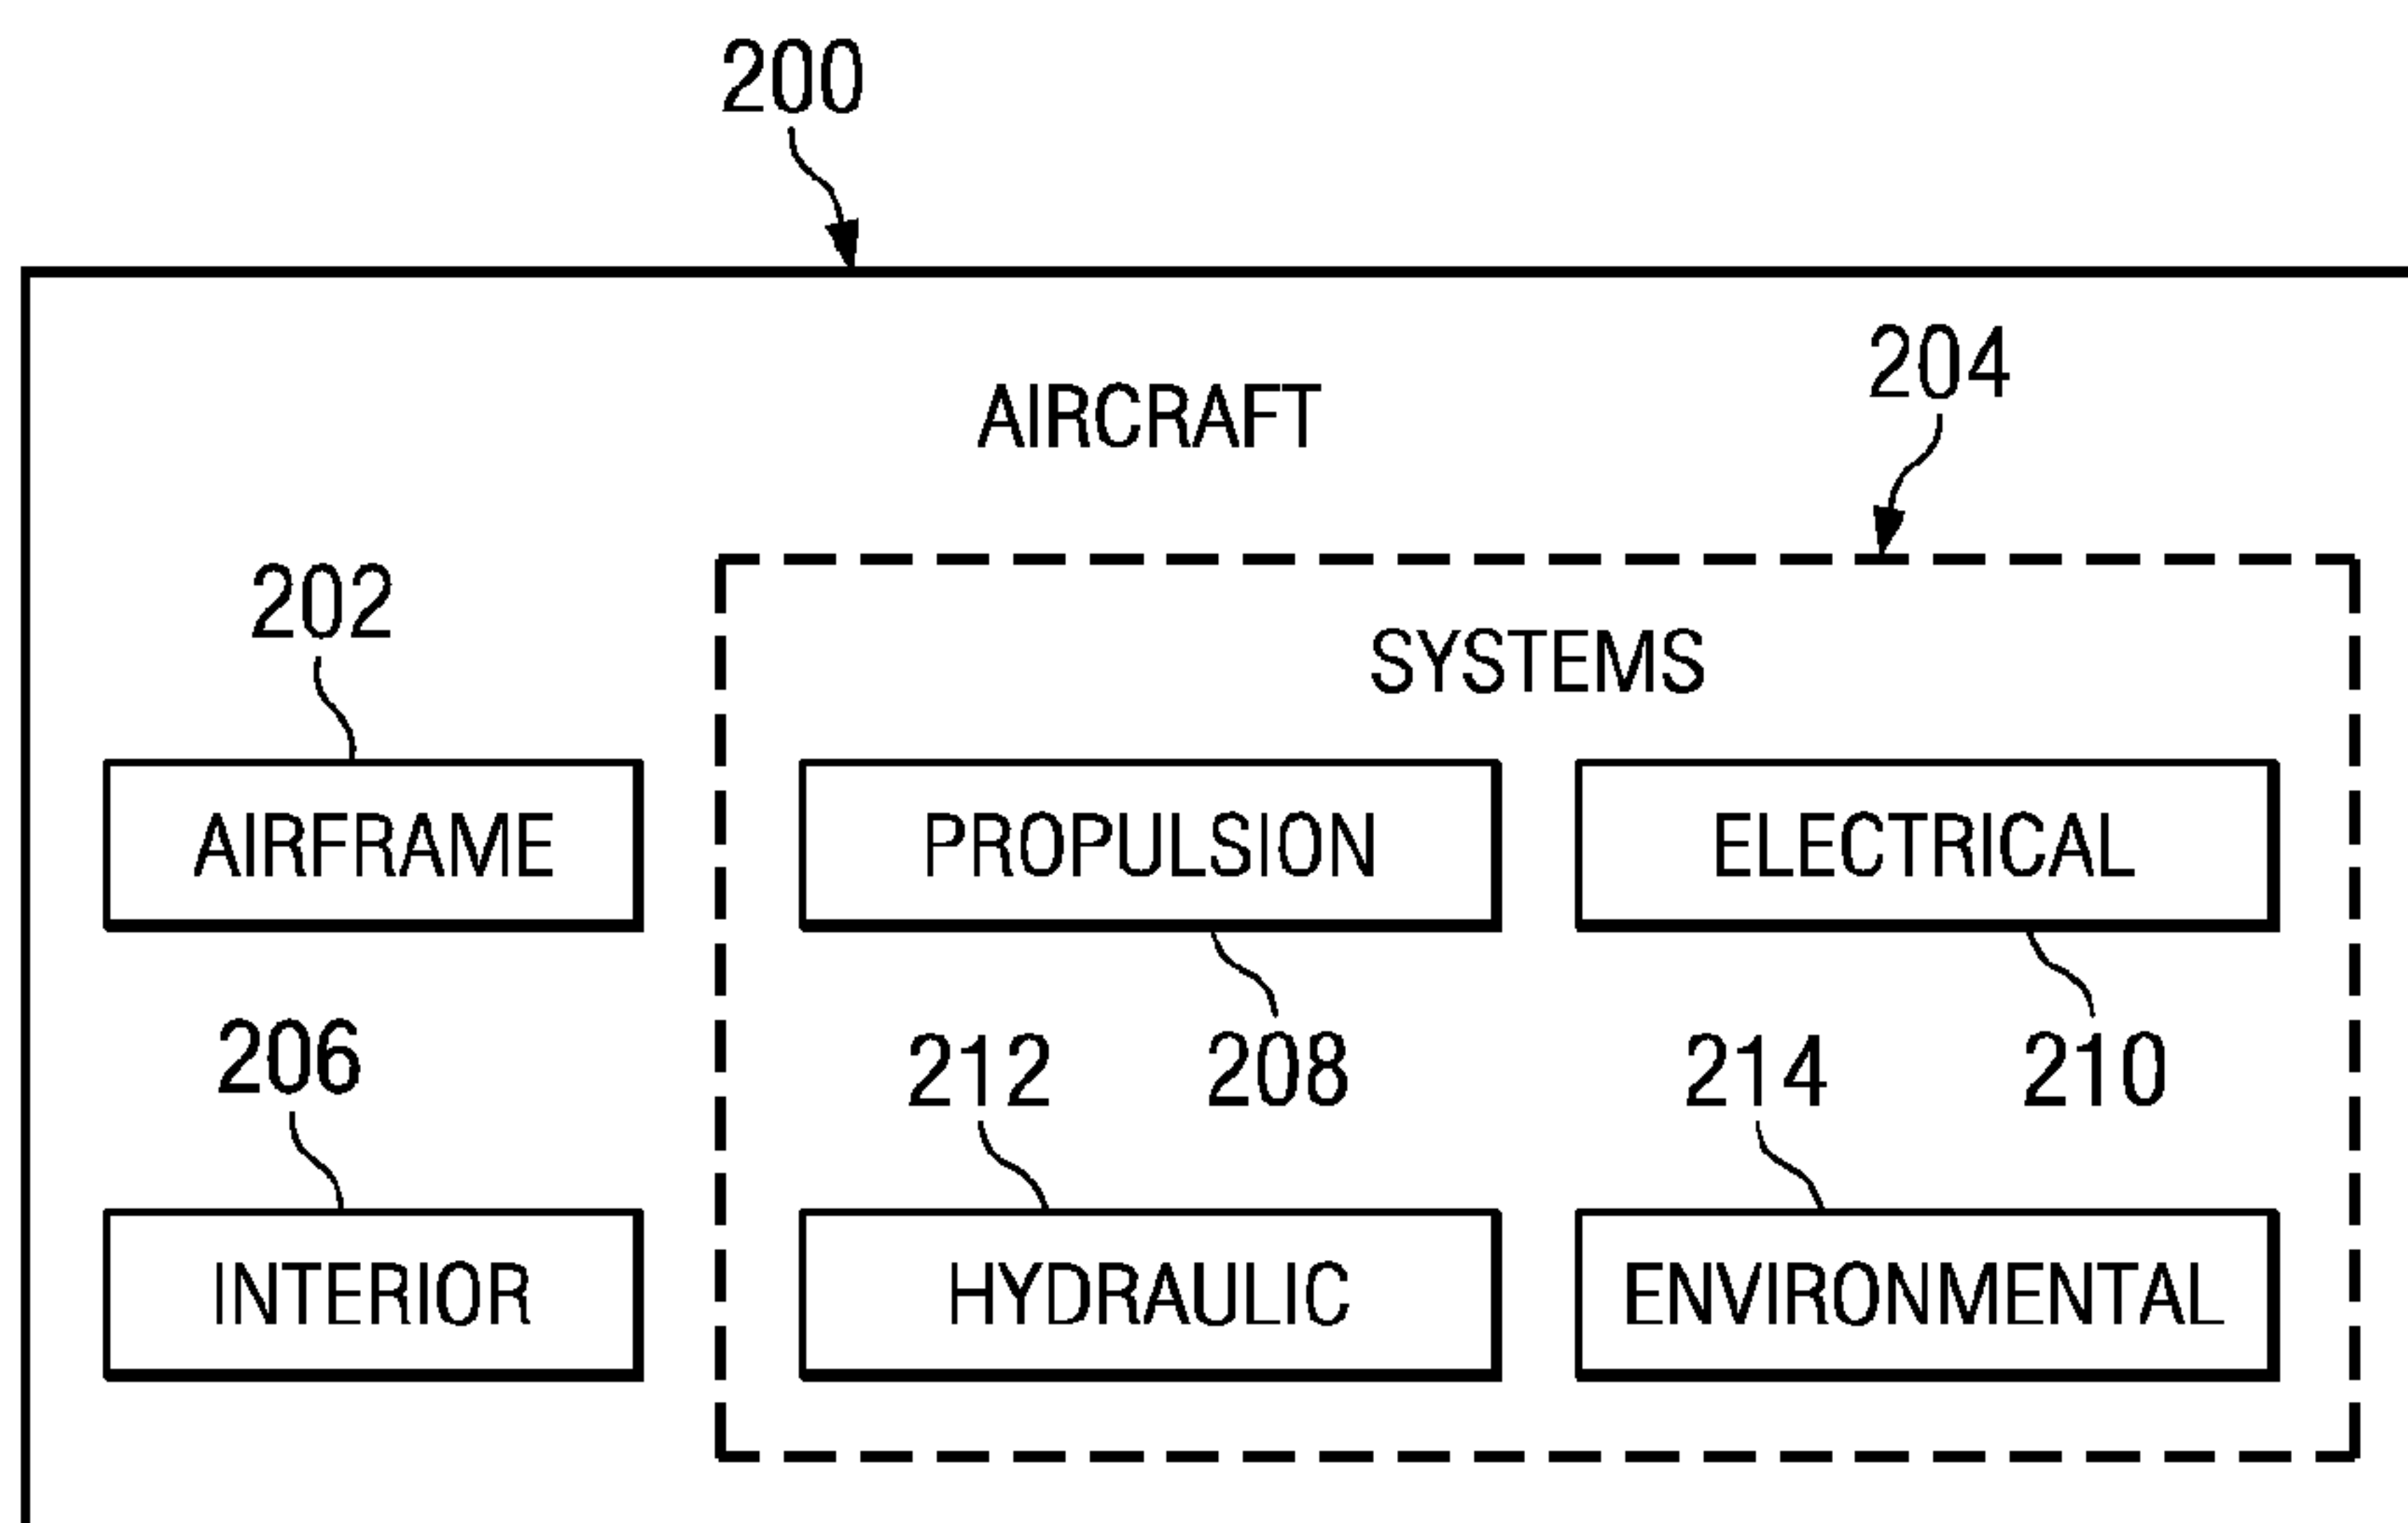 200
AIRCRAFT
204
202
SYSTEMS
AIRFRAME
PROPULSION
ELECTRICAL
206
212
208
214
210
INTERIOR
HYDRAULIC
ENVIRONMENTAL